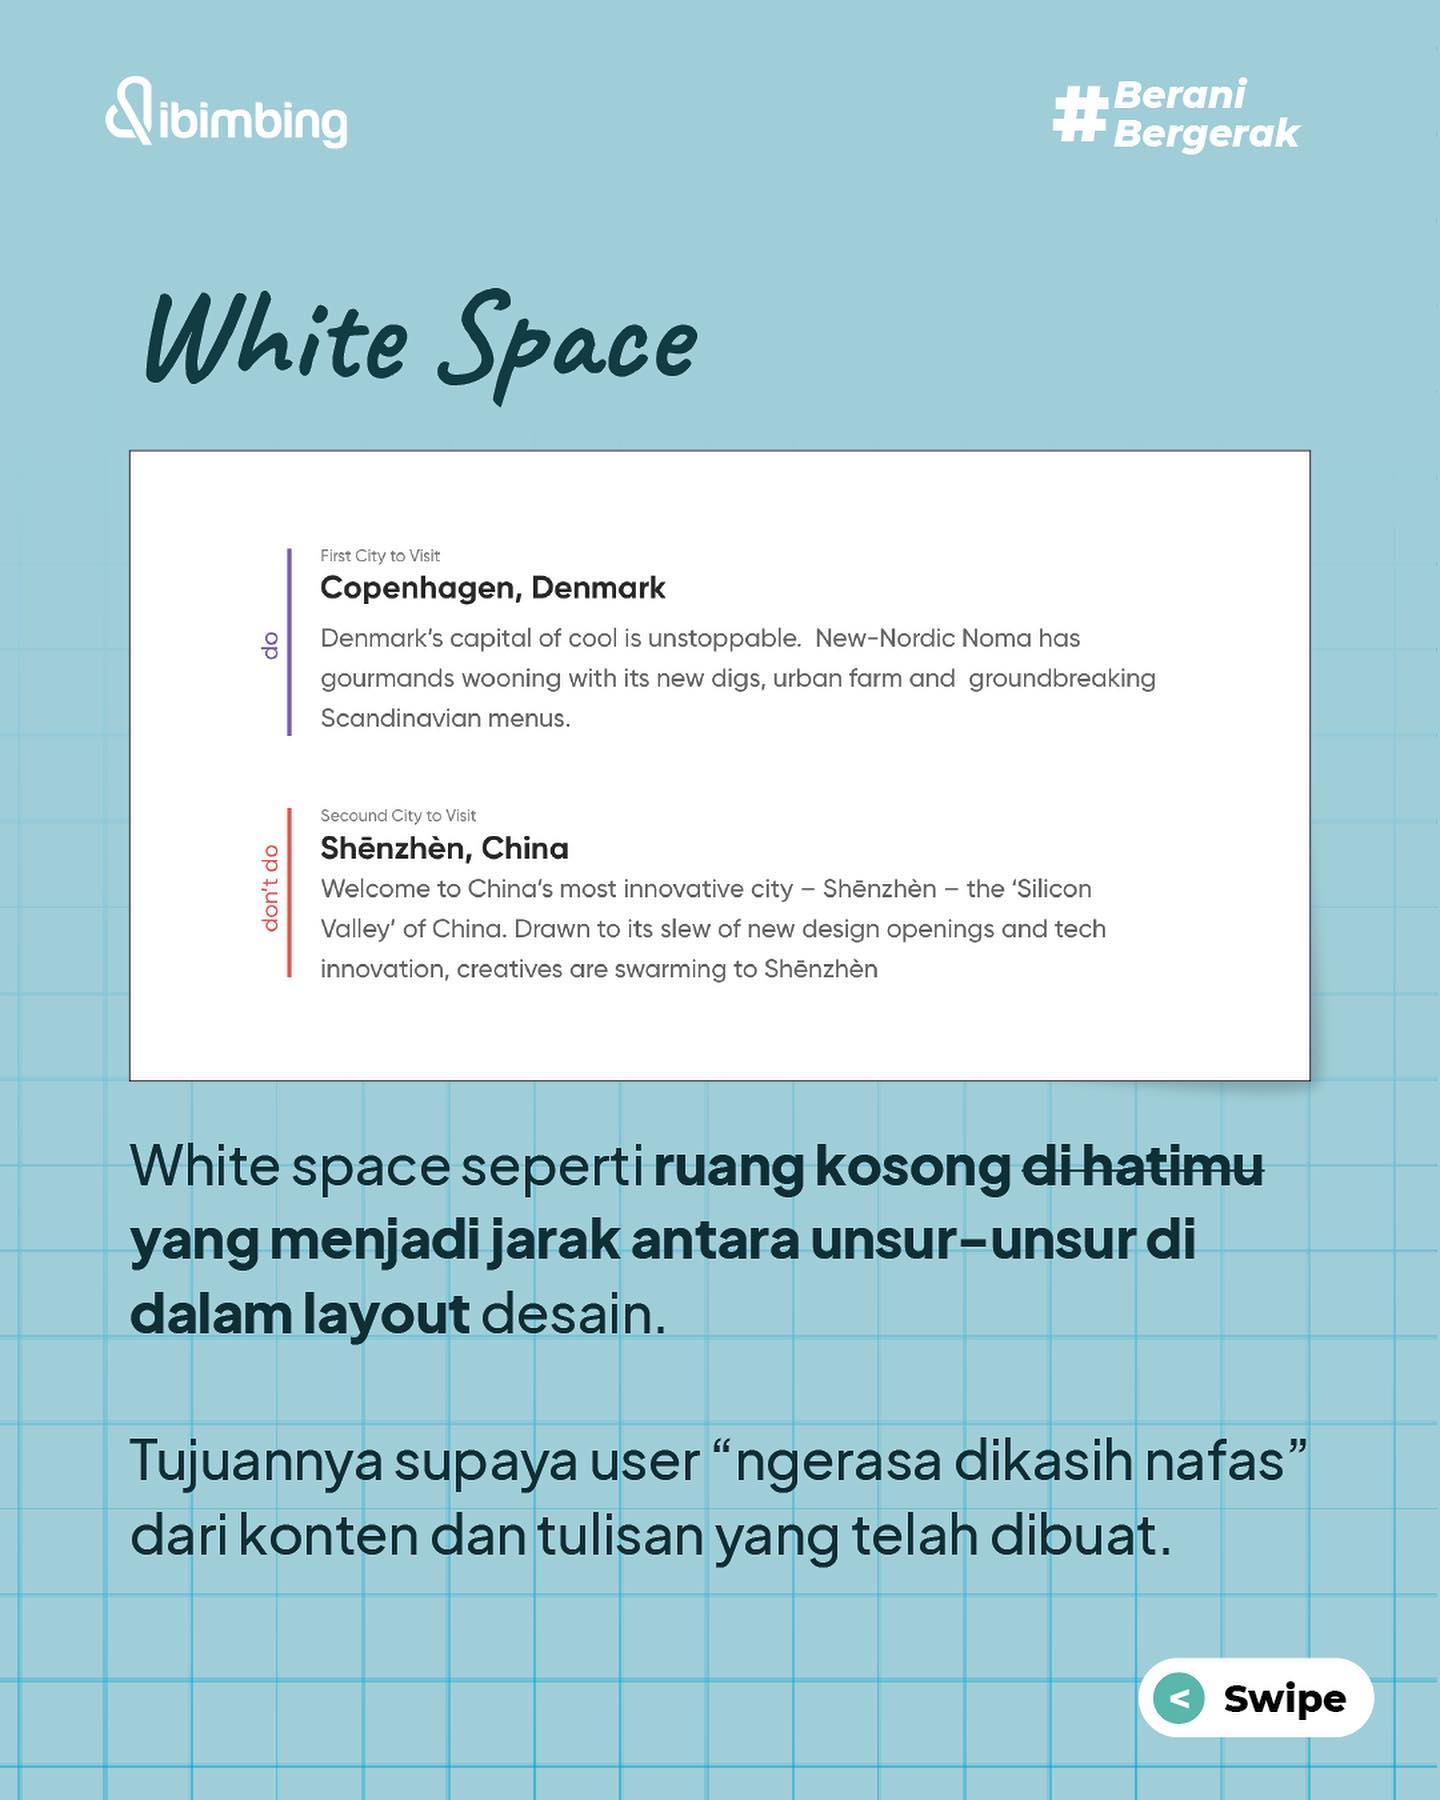 dibimbing
#Berani
Bergerak
White Space
do
First City to Visit
Copenhagen, Denmark
Denmark’s capital of cool is unstoppable.  New-Nordic Noma has
gourmands wooning with its new digs, urban farm and  groundbreaking
Scandinavian menus.
don't do
Secound City to Visit
Shēnzhèn, China
Welcome to China‘s most innovative city – Shēnzhèn – the ‘Silicon
Valley’ of China. Drawn to its slew of new design openings and tech
innovation, creatives are swarming to Shēnzhèn
White space seperti ruang kosong di hatimu
yang menjadi jarak antara unsur-unsur di
dalam layout desain.
Tujuannya supaya user “ngerasa dikasih nafas”
dari konten dan tulisan yang telah dibuat.
< Swipe